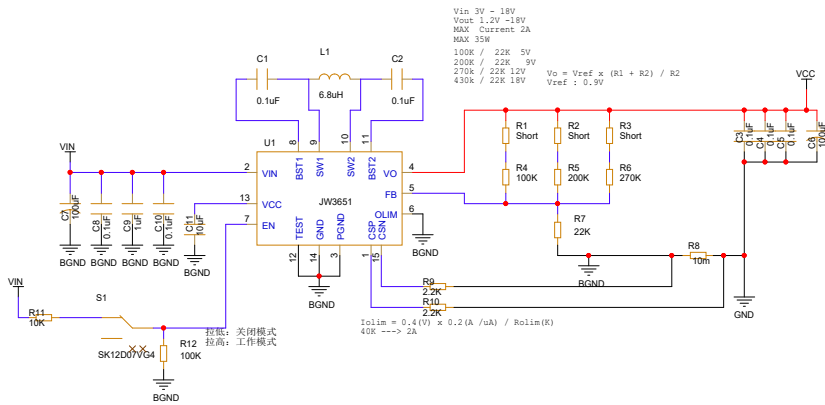 Vin 3V - 18V
Vout 1.2V -18V
MAX Current 2A
MAX 35W
100K / 22K 5V
200K / 22K 9V
270k / 22K 12V
430k / 22K 18V
Vo = Vref x (R1 + R2) / R2
Vref : 0.9V
VCC
C1
0.1uF
L1
6.8uH
C2
0.1uF
U1
8
9
10
11
BST1
SW1
SW2
BST2
2
VIN
13
VCC
7
EN
JW3651
VO
4
FB
5
OLIM
6
TEST
GND
PGND
CSP
CSN
12
14
3
1
15
BGND
BGND
VIN
C7
100uF
C8
0.1uF
C9
1uF
C10
0.1uF
C11
10uF
BGND
BGND
BGND
BGND
BGND
R1
Short
R2
Short
R3
Short
R4
100K
R5
200K
R6
270K
R7
22K
BGND
R8
10m
C3
0.1uF
C4
0.1uF
C5
0.1uF
C6
100uF
GND
R9
2.2K
R10
2.2K
Iolim = 0.4(V) x 0.2(A /uA) / Rolim(K)
40K ---> 2A
VIN
R11
10K
S1
SK12D07VG4
R12
100K
BGND
拉低: 关闭模式
拉高: 工作模式